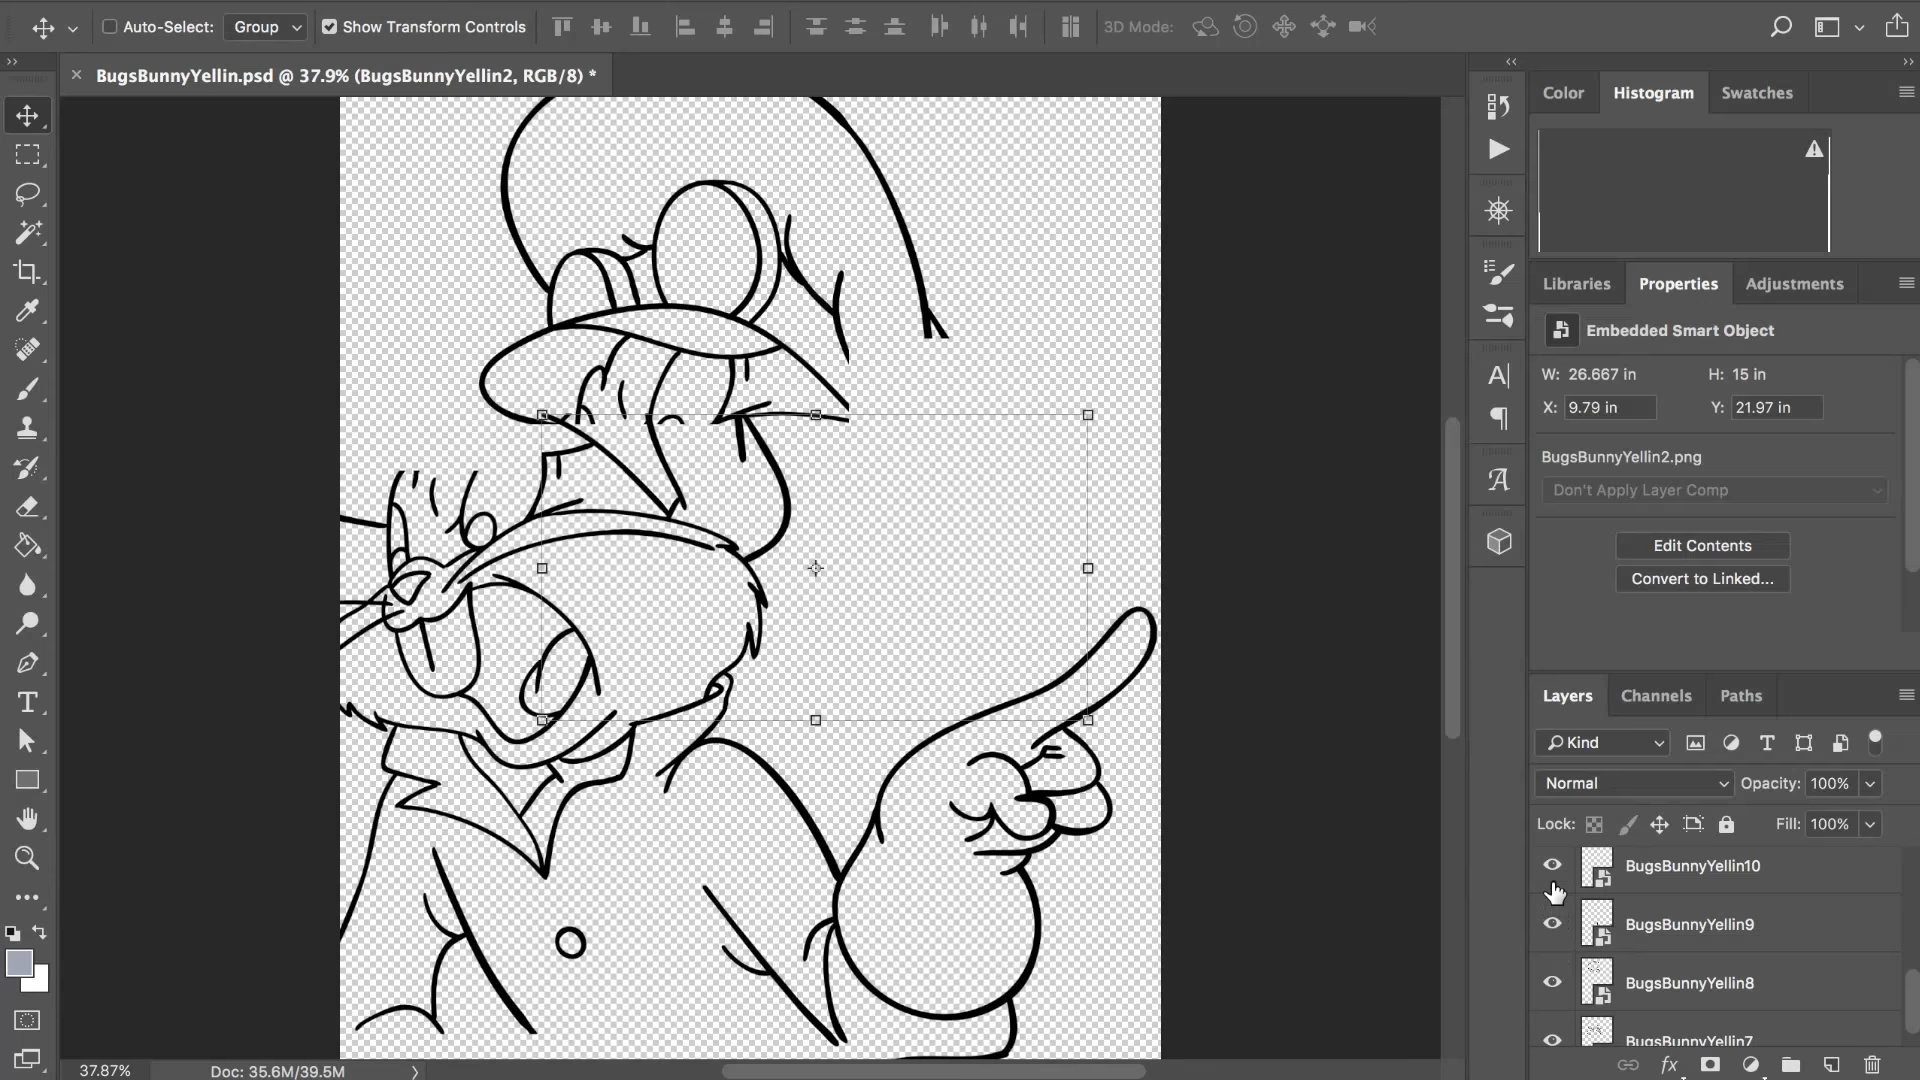 Auto-Select: Group Show Transform Controls 3D Mode:
BugsBunnyYellin.psd @ 37.9% (BugsBunnyYellin2, RGB/8) *
Color Histogram Swatches
Libraries Properties Adjustments
Embedded Smart Object
W: 26.667 in H: 15 in
X: 9.79 in Y: 21.97 in
BugsBunnyYellin2.png
Don't Apply Layer Comp
Edit Contents
Convert to Linked...
Layers Channels Paths
Kind
Normal Opacity: 100%
Lock: Fill: 100%
BugsBunnyYellin10
BugsBunnyYellin9
BugsBunnyYellin8
BugsBunnyYellin7
37.87% Doc: 35.6M/39.5M